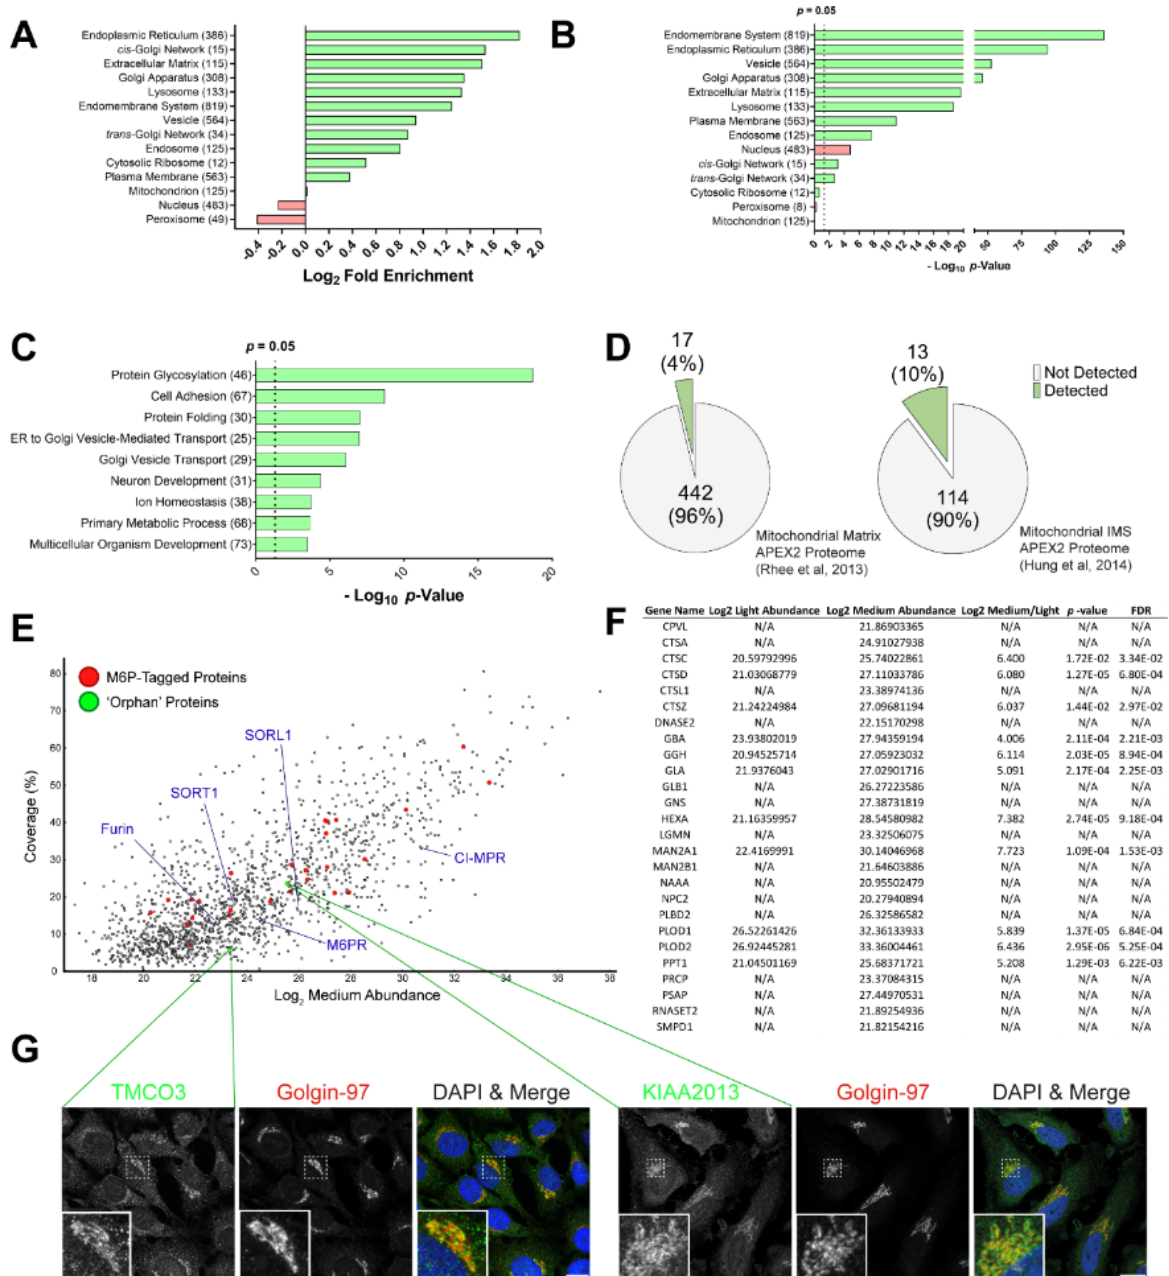 A
Endoplasmic Reticulum (386)
cis-Golgi Network (15)
Extracellular Matrix (115)
Golgi Apparatus (308)
Lysosome (133)
Endomembrane System (819)
Vesicle (564)
trans-Golgi Network (34)
Endosome (125)
Cytosolic Ribosome (12)
Plasma Membrane (563)
Mitochondrion (125)
Nucleus (483)
Peroxisome (49)
-0.4 -0.2 0.0 0.2 0.4 0.6 0.8 1.0 1.2 1.4 1.6 1.8 2.0
Log2 Fold Enrichment
B
p = 0.05
Endomembrane System (819)
Endoplasmic Reticulum (386)
Vesicle (564)
Golgi Apparatus (308)
Extracellular Matrix (115)
Lysosome (133)
Plasma Membrane (563)
Endosome (125)
Nucleus (483)
cis-Golgi Network (15)
trans-Golgi Network (34)
Cytosolic Ribosome (12)
Peroxisome (8)
Mitochondrion (125)
0 2 4 6 8 10 12 14 16 18 20 50 75 100 125 150
- Log10 p-Value
C
p = 0.05
Protein Glycosylation (46)
Cell Adhesion (67)
Protein Folding (30)
ER to Golgi Vesicle-Mediated Transport (25)
Golgi Vesicle Transport (29)
Neuron Development (31)
Ion Homeostasis (38)
Primary Metabolic Process (68)
Multicellular Organism Development (73)
0 5 10 15 20
- Log10 p-Value
D
17
(4%)
442
(96%)
Mitochondrial Matrix
APEX2 Proteome
(Rhee et al, 2013)
13
(10%)
114
(90%)
Mitochondrial IMS
APEX2 Proteome
(Hung et al, 2014)
Not Detected
Detected
E
M6P-Tagged Proteins
'Orphan' Proteins
SORL1
SORT1
Furin
CI-MPR
M6PR
Coverage (%)
80
70
60
50
40
30
20
10
0
18 20 22 24 26 28 30 32 34 36 38
Log2 Medium Abundance
F
Gene Name Log2 Light Abundance Log2 Medium Abundance Log2 Medium/Light p -value FDR
CPVL N/A 21.86903365 N/A N/A N/A
CTSA N/A 24.91027938 N/A N/A N/A
CTSC 20.59792996 25.74022861 6.400 1.72E-02 3.34E-02
CTSD 21.03068779 27.11033786 6.080 1.27E-05 6.80E-04
CTSL1 N/A 23.38974136 N/A N/A N/A
CTSZ 21.24224984 27.09681194 6.037 1.44E-02 2.97E-02
DNASE2 N/A 22.15170298 N/A N/A N/A
GBA 23.93802019 27.94359194 4.006 2.11E-04 2.21E-03
GGH 20.94525714 27.05923032 6.114 2.03E-05 8.94E-04
GLA 21.9376043 27.02901716 5.091 2.17E-04 2.25E-03
GLB1 N/A 26.27223586 N/A N/A N/A
GNS N/A 27.38731819 N/A N/A N/A
HEXA 21.16359957 28.54580982 7.382 2.74E-05 9.18E-04
LGMN N/A 23.32506075 N/A N/A N/A
MAN2A1 22.4169991 30.14046968 7.723 1.09E-04 1.53E-03
MAN2B1 N/A 21.64603886 N/A N/A N/A
NAAA N/A 20.95502479 N/A N/A N/A
NPC2 N/A 20.27940894 N/A N/A N/A
PLBD2 N/A 26.32586582 N/A N/A N/A
PLOD1 26.52261426 32.36133933 5.839 1.37E-05 6.84E-04
PLOD2 26.92445281 33.36004461 6.436 2.95E-06 5.25E-04
PPT1 21.04501169 25.68371721 5.208 1.29E-03 6.22E-03
PRCP N/A 23.37084315 N/A N/A N/A
PSAP N/A 27.44970531 N/A N/A N/A
RNASET2 N/A 21.89254936 N/A N/A N/A
SMPD1 N/A 21.82154216 N/A N/A N/A
G
TMCO3 Golgin-97 DAPI & Merge KIAA2013 Golgin-97 DAPI & Merge